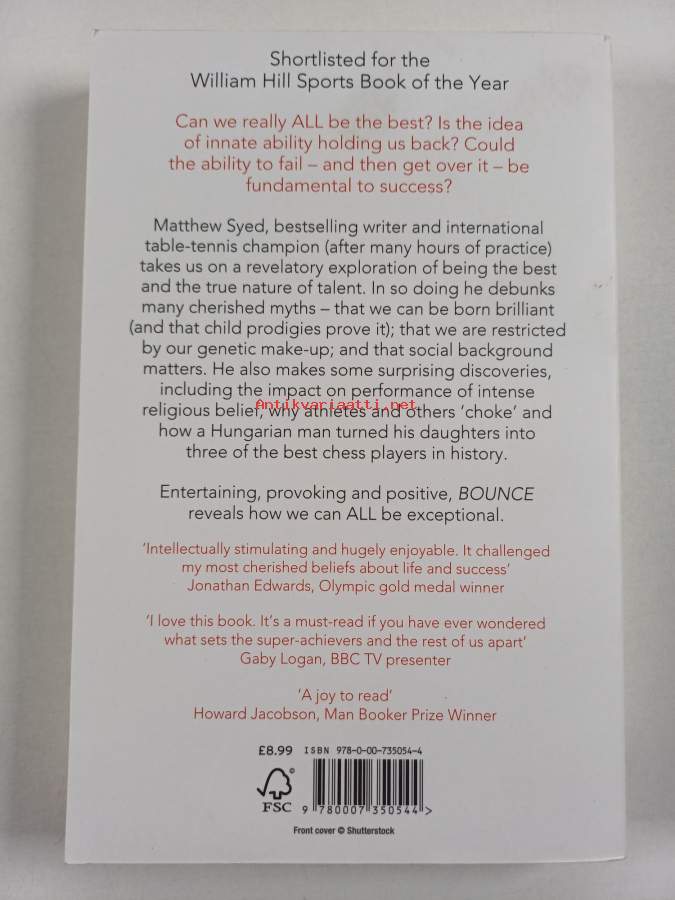 Shortlisted for the
William Hill Sports Book of the Year
Can we really ALL be the best? Is the idea
of innate ability holding us back? Could
the ability to fail – and then get over it – be
fundamental to success?
Matthew Syed, bestselling writer and international
table-tennis champion (after many hours of practice)
takes us on a revelatory exploration of being the best
and the true nature of talent. In so doing he debunks
many cherished myths – that we can be born brilliant
(and that child prodigies prove it); that we are restricted
by our genetic make-up; and that social background
matters. He also makes some surprising discoveries,
including the impact on performance of intense
Antikvariaatti.net
religious belief, why athletes and others ‘choke’ and
how a Hungarian man turned his daughters into
three of the best chess players in history.
Entertaining, provoking and positive, BOUNCE
reveals how we can ALL be exceptional.
‘Intellectually stimulating and hugely enjoyable. It challenged
my most cherished beliefs about life and success’
Jonathan Edwards, Olympic gold medal winner
‘I love this book. It’s a must-read if you have ever wondered
what sets the super-achievers and the rest of us apart’
Gaby Logan, BBC TV presenter
‘A joy to read’
Howard Jacobson, Man Booker Prize Winner
£8.99 ISBN 978-0-00-735054-4
FSC
9 780007 350544 >
Front cover © Shutterstock